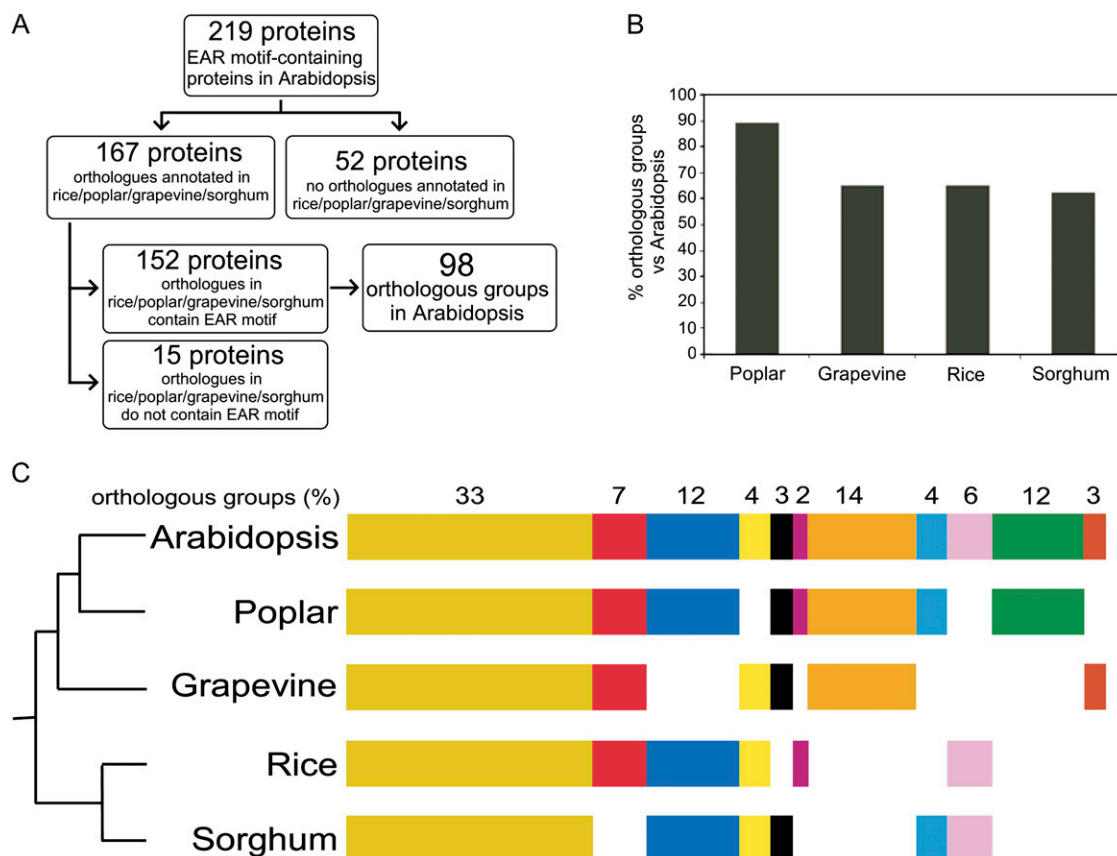 A
219 proteins
EAR motif-containing
proteins in Arabidopsis
167 proteins
orthologues annotated in
rice/poplar/grapevine/sorghum
52 proteins
no orthologues annotated in
rice/poplar/grapevine/sorghum
152 proteins
orthologues in
rice/poplar/grapevine/sorghum
contain EAR motif
98
orthologous groups
in Arabidopsis
15 proteins
orthologues in
rice/poplar/grapevine/sorghum
do not contain EAR motif
B
% orthologous groups
vs Arabidopsis
100
90
80
70
60
50
40
30
20
10
0
Poplar Grapevine Rice Sorghum
C
orthologous groups (%) 33 7 12 4 3 2 14 4 6 12 3
Arabidopsis
Poplar
Grapevine
Rice
Sorghum